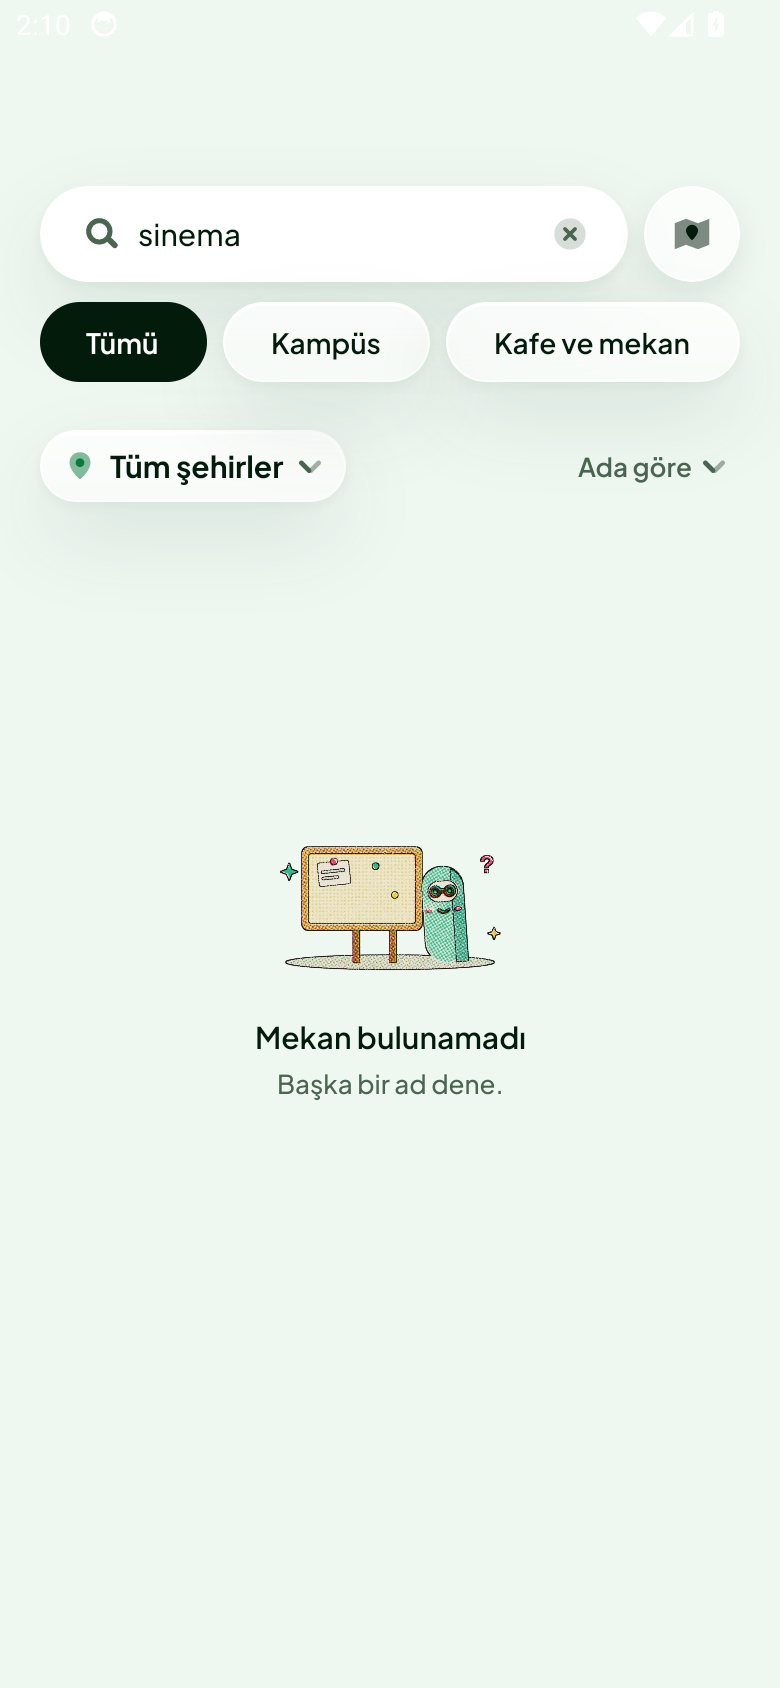 2:10
sinema
Tümü
Kampüs
Kafe ve mekan
Tüm şehirler
Ada göre
?
Mekan bulunamadı
Başka bir ad dene.